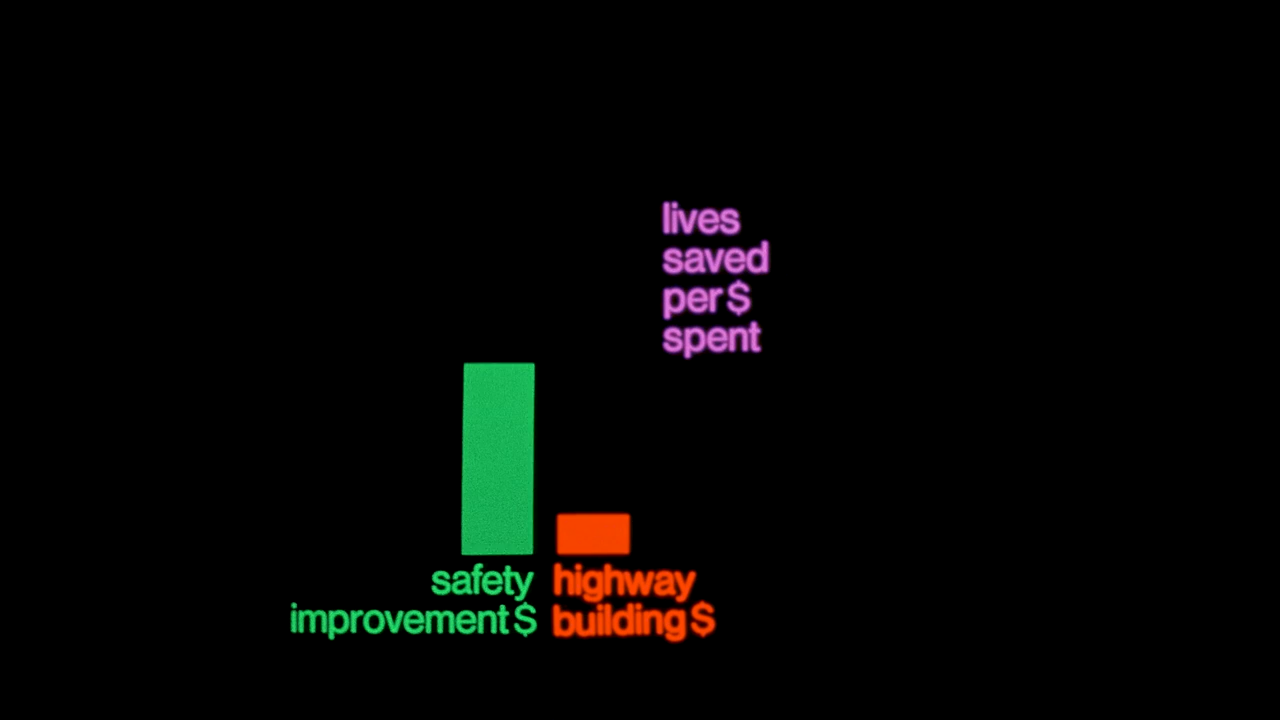 lives
saved
per $
spent
safety
improvement $
highway
building $